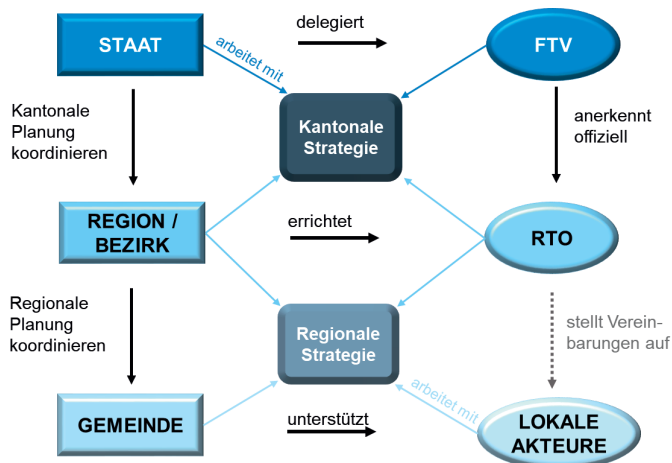 STAAT
delegiert
FTV
arbeitet mit
Kantonale
Planung
koordinieren
Kantonale
Strategie
anerkennt
offiziell
REGION /
BEZIRK
errichtet
RTO
Regionale
Planung
koordinieren
Regionale
Strategie
stellt Verein-
barungen auf
GEMEINDE
unterstützt
arbeitet mit
LOKALE
AKTEURE